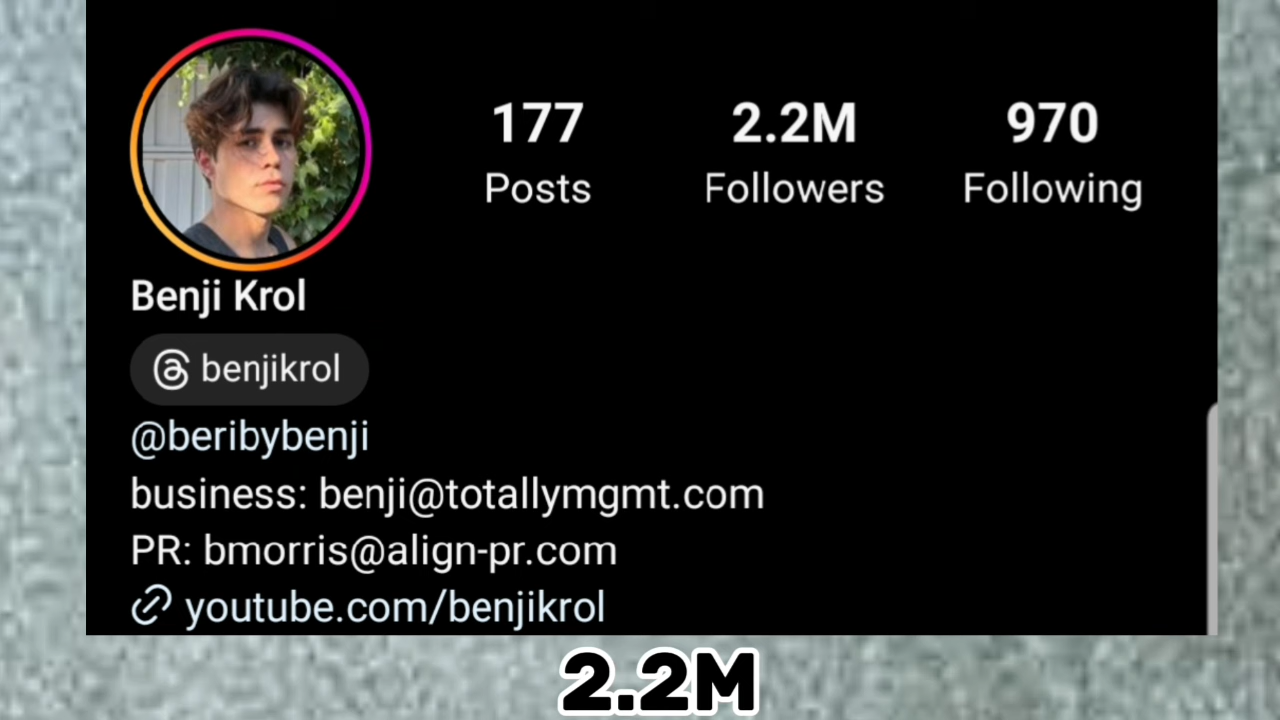 177 2.2M 970
Posts Followers Following
Benji Krol
benjikrol
@beribybenji
business: benji@totallymgmt.com
PR: bmorris@align-pr.com
youtube.com/benjikrol
2.2M